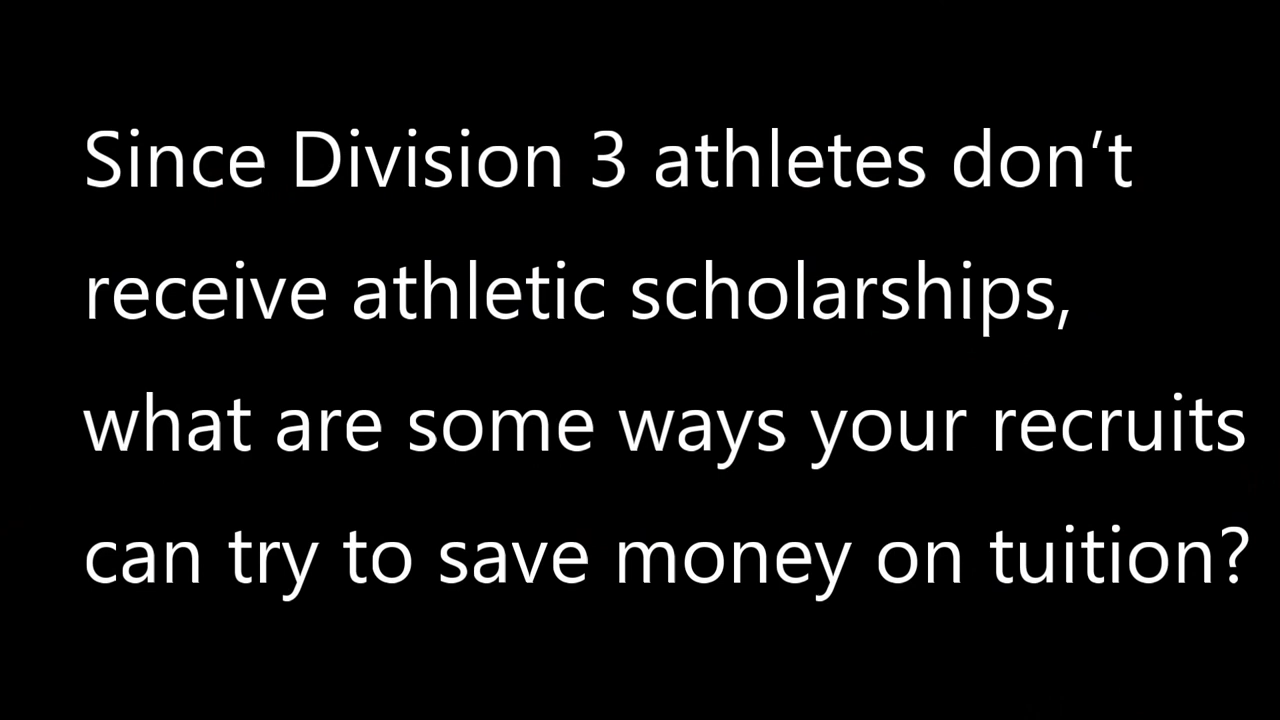 Since Division 3 athletes don’t
receive athletic scholarships,
what are some ways your recruits
can try to save money on tuition?